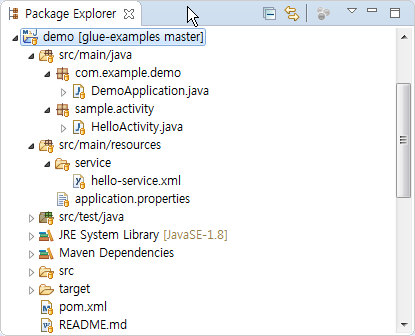 Package Explorer
demo [glue-examples master]
src/main/java
com.example.demo
DemoApplication.java
sample.activity
HelloActivity.java
src/main/resources
service
hello-service.xml
application.properties
src/test/java
JRE System Library [JavaSE-1.8]
Maven Dependencies
src
target
pom.xml
README.md